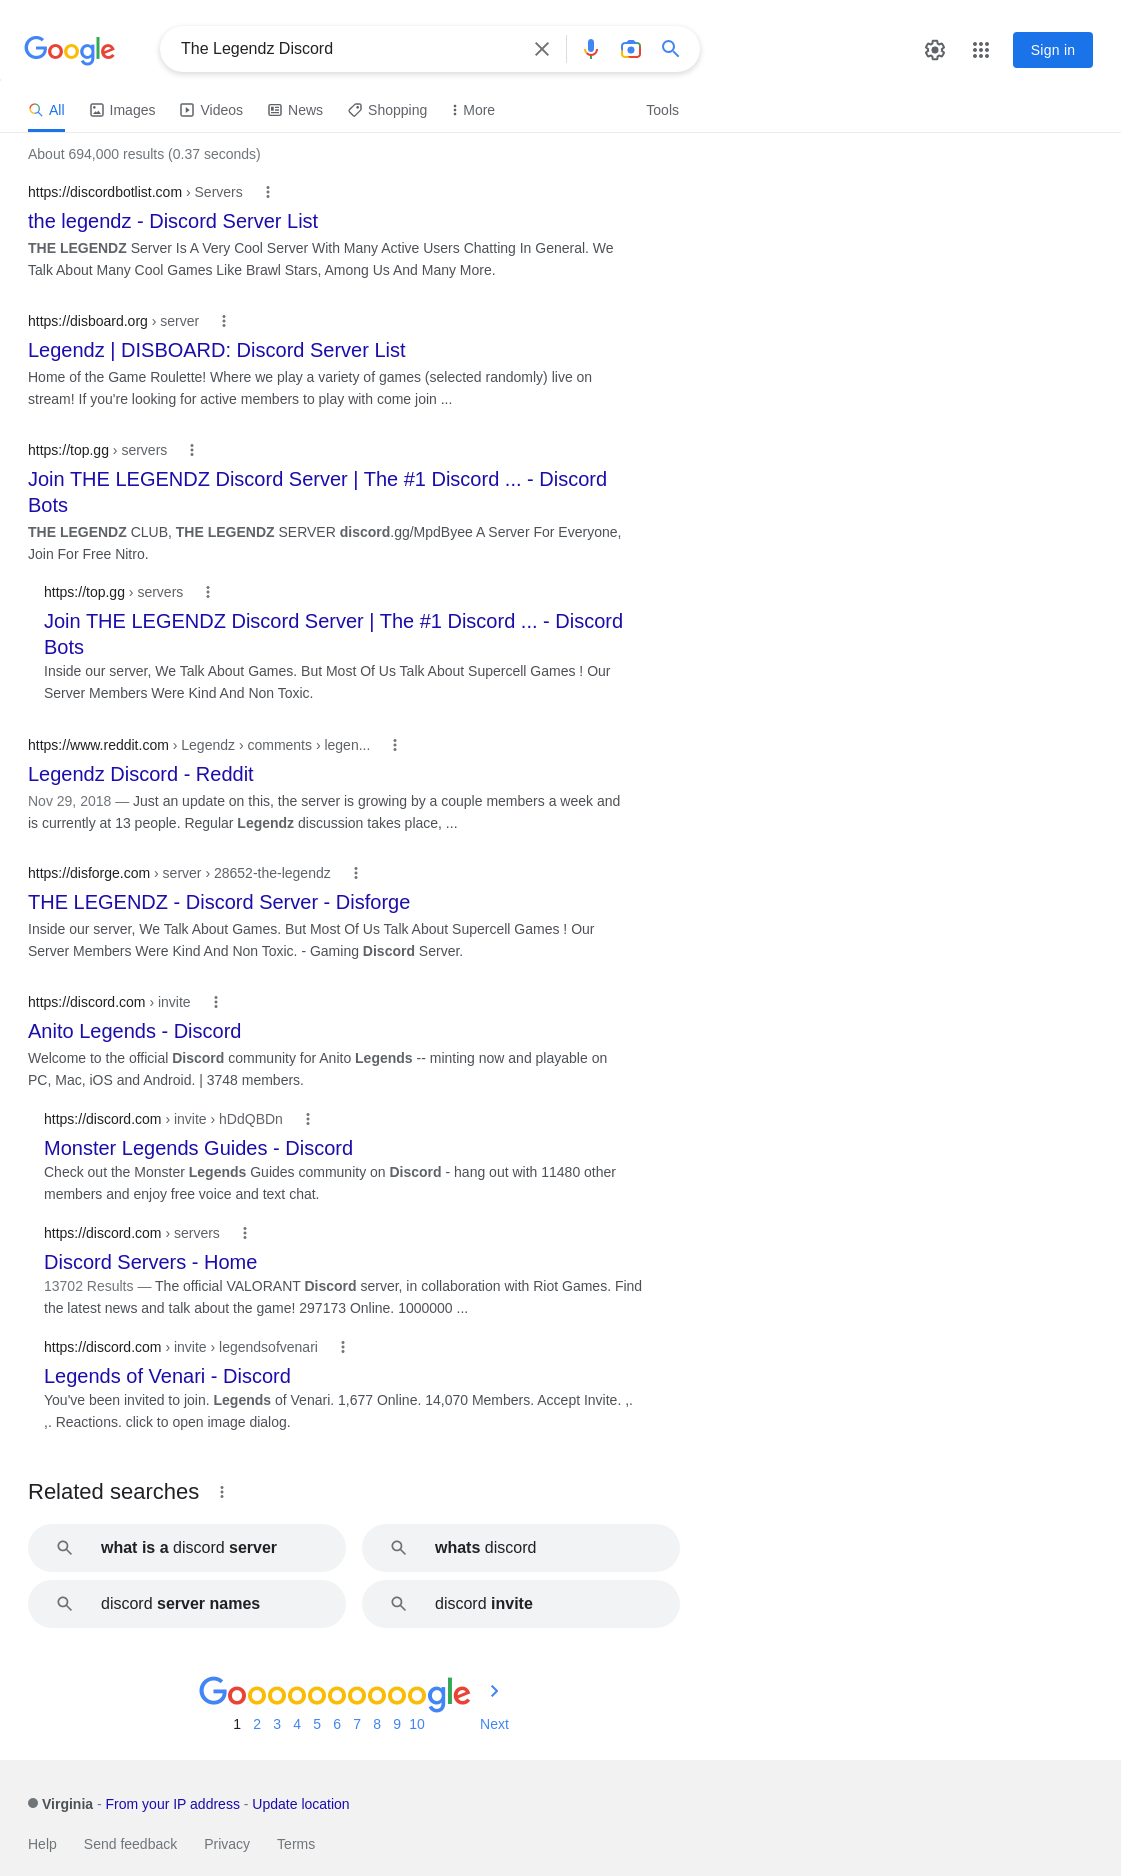 Google
The Legendz Discord
Sign in
All Images Videos News Shopping More Tools
About 694,000 results (0.37 seconds)
https://discordbotlist.com › Servers
the legendz - Discord Server List
THE LEGENDZ Server Is A Very Cool Server With Many Active Users Chatting In General. We
Talk About Many Cool Games Like Brawl Stars, Among Us And Many More.
https://disboard.org › server
Legendz | DISBOARD: Discord Server List
Home of the Game Roulette! Where we play a variety of games (selected randomly) live on
stream! If you're looking for active members to play with come join ...
https://top.gg › servers
Join THE LEGENDZ Discord Server | The #1 Discord ... - Discord
Bots
THE LEGENDZ CLUB, THE LEGENDZ SERVER discord.gg/MpdByee A Server For Everyone,
Join For Free Nitro.
https://top.gg › servers
Join THE LEGENDZ Discord Server | The #1 Discord ... - Discord
Bots
Inside our server, We Talk About Games. But Most Of Us Talk About Supercell Games ! Our
Server Members Were Kind And Non Toxic.
https://www.reddit.com › Legendz › comments › legen...
Legendz Discord - Reddit
Nov 29, 2018 — Just an update on this, the server is growing by a couple members a week and
is currently at 13 people. Regular Legendz discussion takes place, ...
https://disforge.com › server › 28652-the-legendz
THE LEGENDZ - Discord Server - Disforge
Inside our server, We Talk About Games. But Most Of Us Talk About Supercell Games ! Our
Server Members Were Kind And Non Toxic. - Gaming Discord Server.
https://discord.com › invite
Anito Legends - Discord
Welcome to the official Discord community for Anito Legends -- minting now and playable on
PC, Mac, iOS and Android. | 3748 members.
https://discord.com › invite › hDdQBDn
Monster Legends Guides - Discord
Check out the Monster Legends Guides community on Discord - hang out with 11480 other
members and enjoy free voice and text chat.
https://discord.com › servers
Discord Servers - Home
13702 Results — The official VALORANT Discord server, in collaboration with Riot Games. Find
the latest news and talk about the game! 297173 Online. 1000000 ...
https://discord.com › invite › legendsofvenari
Legends of Venari - Discord
You've been invited to join. Legends of Venari. 1,677 Online. 14,070 Members. Accept Invite. ,.
,. Reactions. click to open image dialog.
Related searches
what is a discord server
whats discord
discord server names
discord invite
Goooooooooogle
1 2 3 4 5 6 7 8 9 10 Next
Virginia - From your IP address - Update location
Help Send feedback Privacy Terms